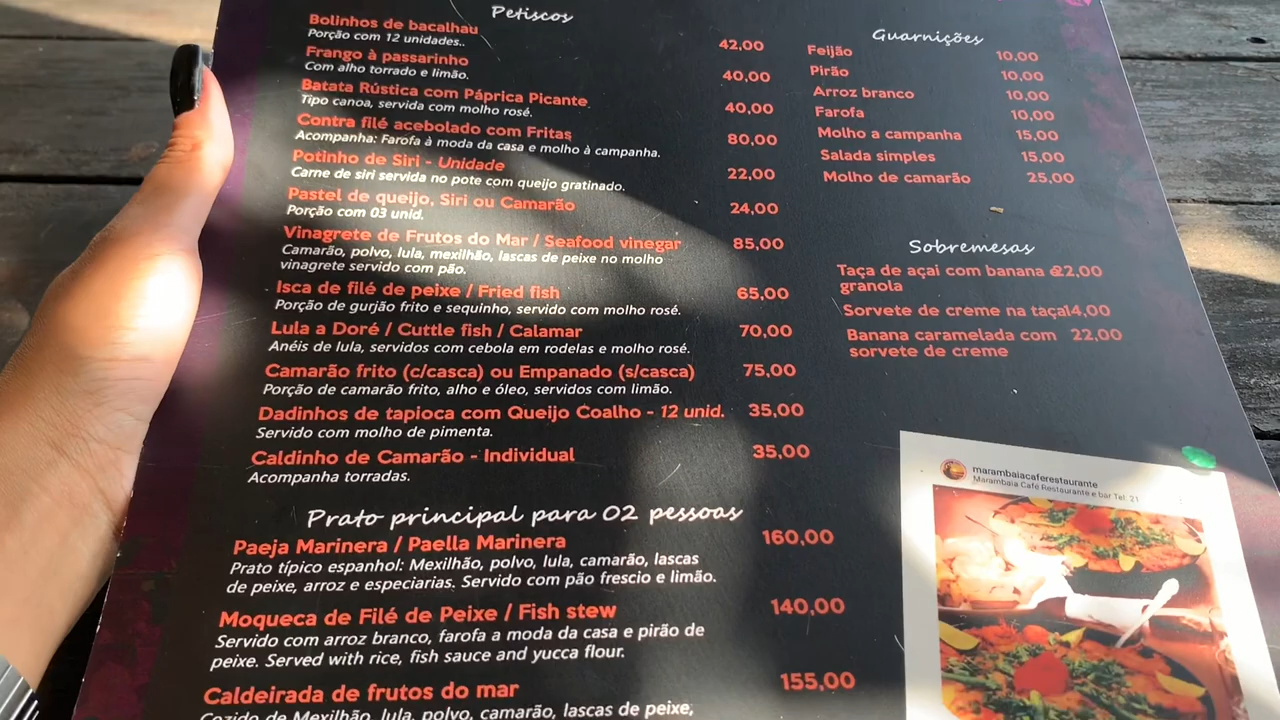 Petiscos
Bolinhos de bacalhau 42,00
Porção com 12 unidades..
Frango à passarinho 40,00
Com alho torrado e limão.
Batata Rústica com Páprica Picante 40,00
Tipo canoa, servida com molho rosé.
Contra filé acebolado com Fritas 80,00
Acompanha: Farofa à moda da casa e molho à campanha.
Potinho de Siri - Unidade 22,00
Carne de siri servida no pote com queijo gratinado.
Pastel de queijo, Siri ou Camarão 24,00
Porção com 03 unid.
Vinagrete de Frutos do Mar / Seafood vinegar 85,00
Camarão, polvo, lula, mexilhão, lascas de peixe no molho
vinagrete servido com pão.
Isca de filé de peixe / Fried fish 65,00
Porção de gurjão frito e sequinho, servido com molho rosé.
Lula a Doré / Cuttle fish / Calamar 70,00
Anéis de lula, servidos com cebola em rodelas e molho rosé.
Camarão frito (c/casca) ou Empanado (s/casca) 75,00
Porção de camarão frito, alho e óleo, servidos com limão.
Dadinhos de tapioca com Queijo Coalho - 12 unid. 35,00
Servido com molho de pimenta.
Caldinho de Camarão - Individual 35,00
Acompanha torradas.
Prato principal para 02 pessoas
Paeja Marinera / Paella Marinera 160,00
Prato típico espanhol: Mexilhão, polvo, lula, camarão, lascas
de peixe, arroz e especiarias. Servido com pão frescio e limão.
Moqueca de Filé de Peixe / Fish stew 140,00
Servido com arroz branco, farofa a moda da casa e pirão de
peixe. Served with rice, fish sauce and yucca flour.
Caldeirada de frutos do mar 155,00
Cozido de Mexilhão, lula, polvo, camarão, lascas de peixe,
Guarnições
Feijão 10,00
Pirão 10,00
Arroz branco 10,00
Farofa 10,00
Molho a campanha 15,00
Salada simples 15,00
Molho de camarão 25,00
Sobremesas
Taça de açai com banana e 22,00
granola
Sorvete de creme na taça 14,00
Banana caramelada com 22,00
sorvete de creme
marambaiacaferestaurante
Marambaia Café Restaurante e bar Tel: 21